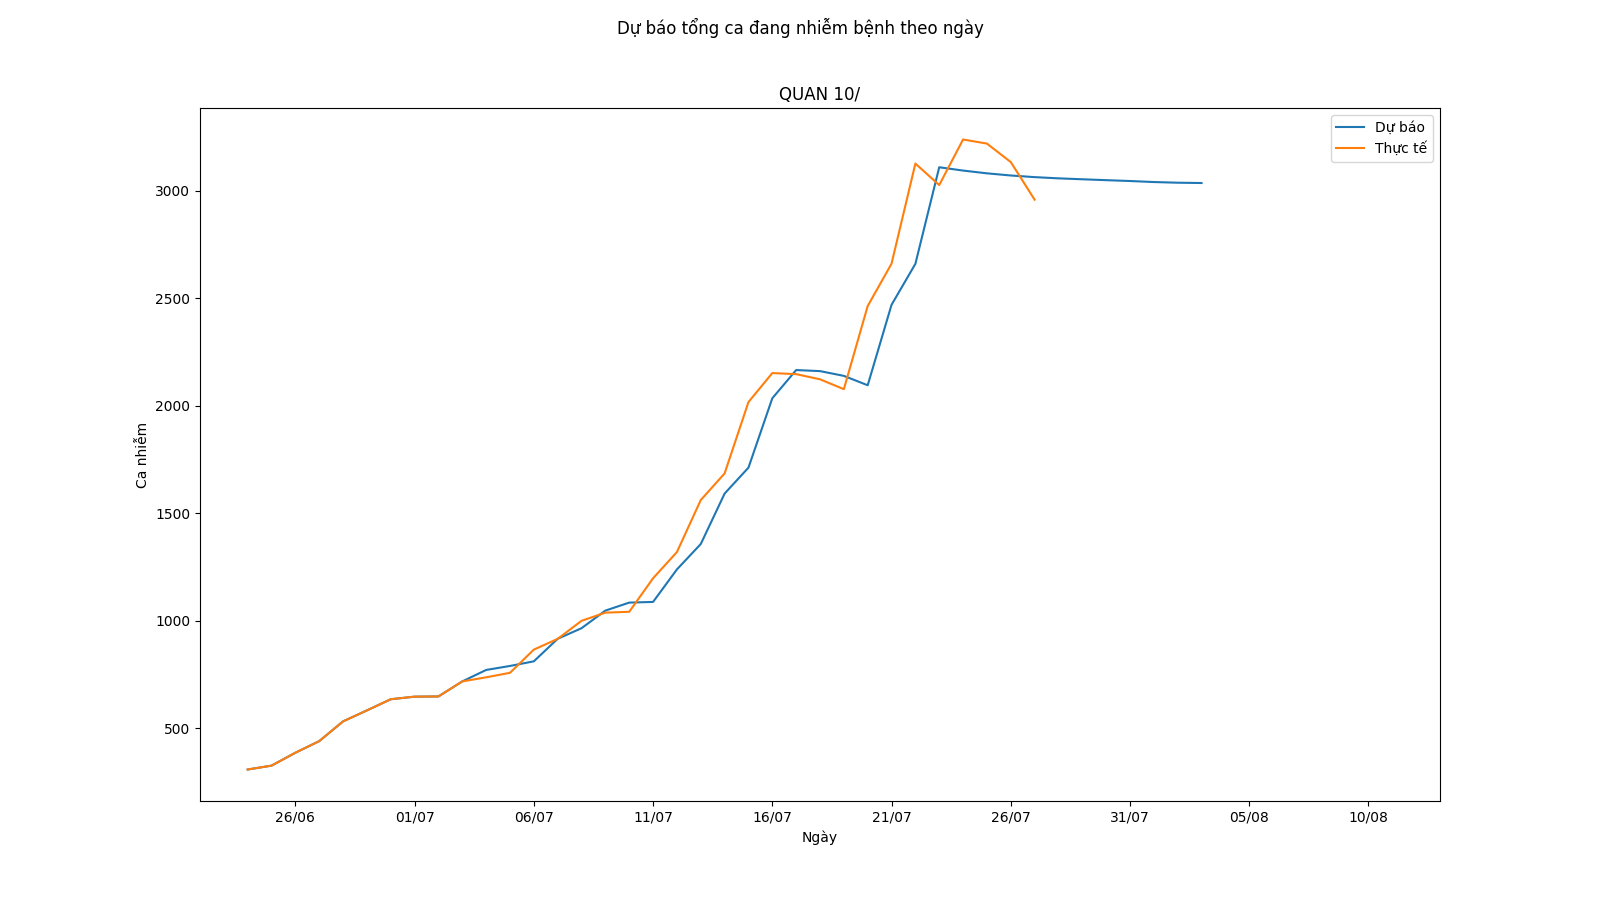 Dự báo tổng ca đang nhiễm bệnh theo ngày
QUAN 10/
Dự báo
Thực tế
3000
2500
2000
1500
1000
500
Ca nhiễm
26/06
01/07
06/07
11/07
16/07
21/07
26/07
31/07
05/08
10/08
Ngày